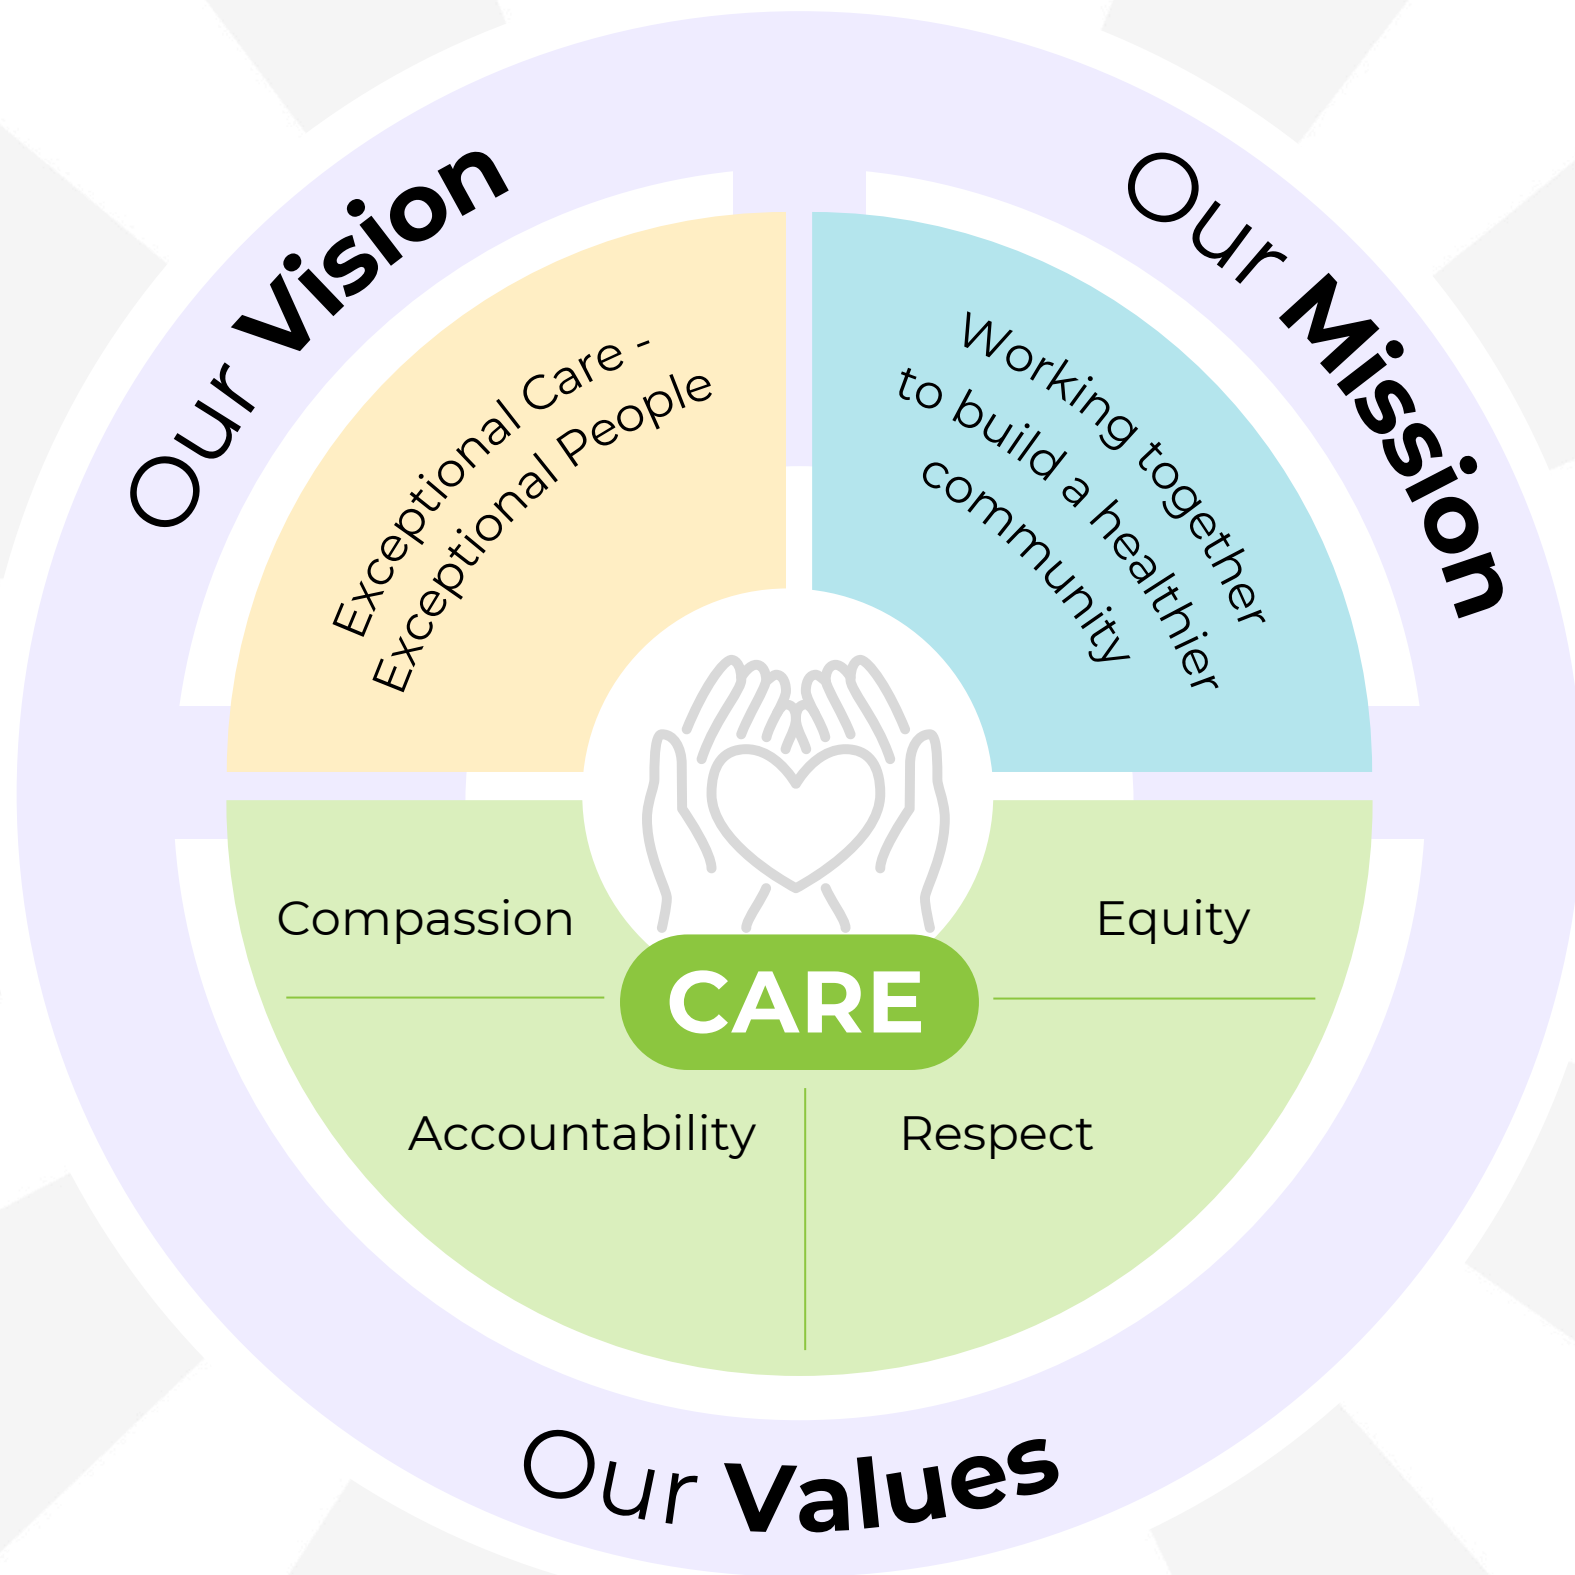 Our Vision
Exceptional Care -
Exceptional People
Our Mission
Working together
to build a healthier
community
Compassion
Equity
CARE
Accountability
Respect
Our Values